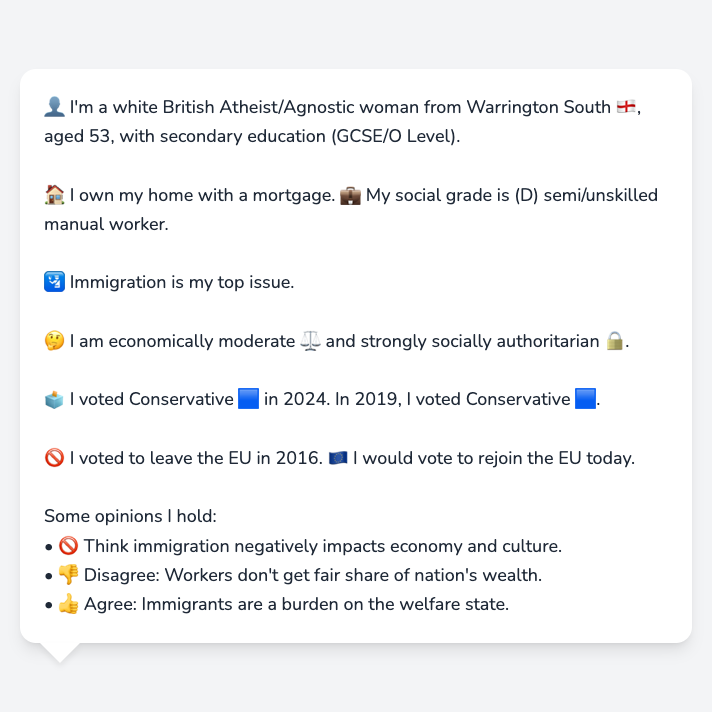 👤 I'm a white British Atheist/Agnostic woman from Warrington South 🏴󠁧󠁢󠁥󠁮󠁧󠁿,
aged 53, with secondary education (GCSE/O Level).
🏠 I own my home with a mortgage. 💼 My social grade is (D) semi/unskilled
manual worker.
🛂 Immigration is my top issue.
🤔 I am economically moderate ⚖️ and strongly socially authoritarian 🔒.
🗳️ I voted Conservative 🟦 in 2024. In 2019, I voted Conservative 🟦.
🚫 I voted to leave the EU in 2016. 🇪🇺 I would vote to rejoin the EU today.
Some opinions I hold:
• 🚫 Think immigration negatively impacts economy and culture.
• 👎 Disagree: Workers don't get fair share of nation's wealth.
• 👍 Agree: Immigrants are a burden on the welfare state.